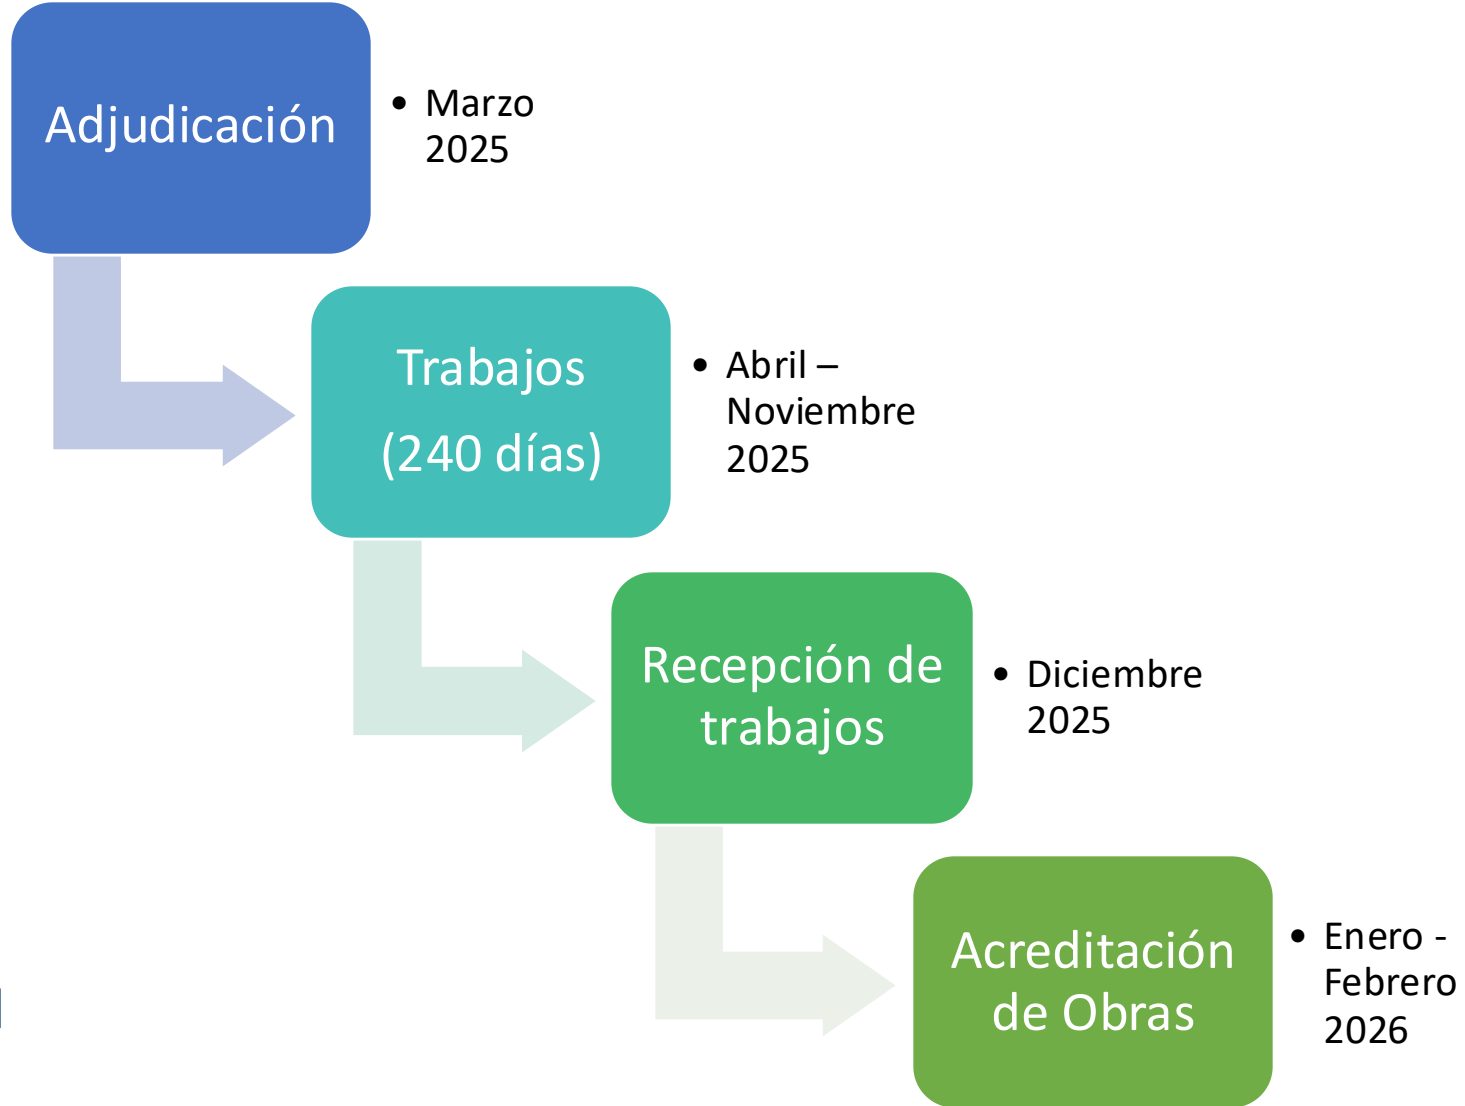 Adjudicación
• Marzo
2025
Trabajos
(240 días)
• Abril –
Noviembre
2025
Recepción de
trabajos
• Diciembre
2025
Acreditación
de Obras
• Enero -
Febrero
2026